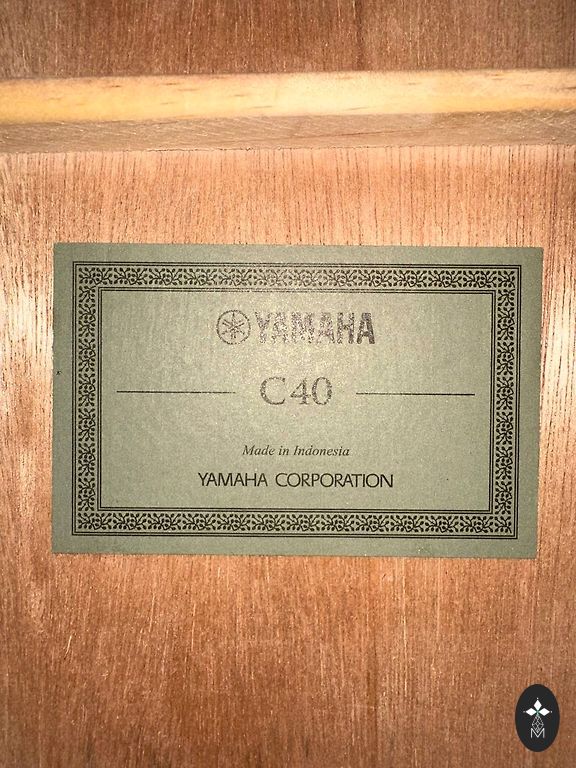 YAMAHA
C40
Made in Indonesia
YAMAHA CORPORATION
M